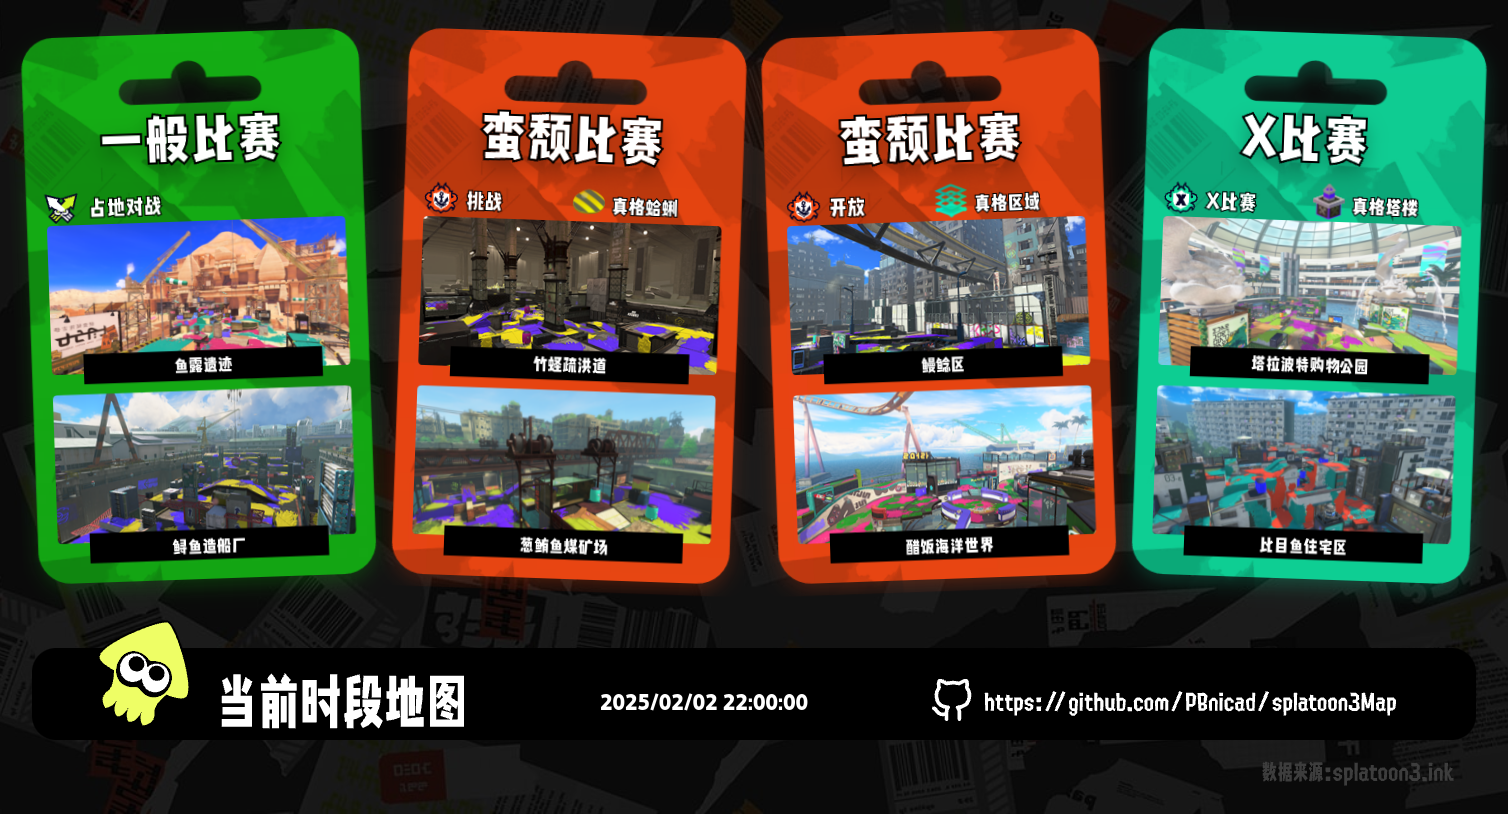 一般比赛
占地对战
鱼露遗迹
鲟鱼造船厂
蛮颓比赛
挑战
真格蛤蜊
竹蛏疏洪道
葱鲔鱼煤矿场
蛮颓比赛
开放
真格区域
鳗鲶区
醋饭海洋世界
X比赛
X比赛
真格塔楼
塔拉波特购物公园
比目鱼住宅区
当前时段地图
2025/02/02 22:00:00
https://github.com/PBnicad/splatoon3Map
数据来源:splatoon3.ink